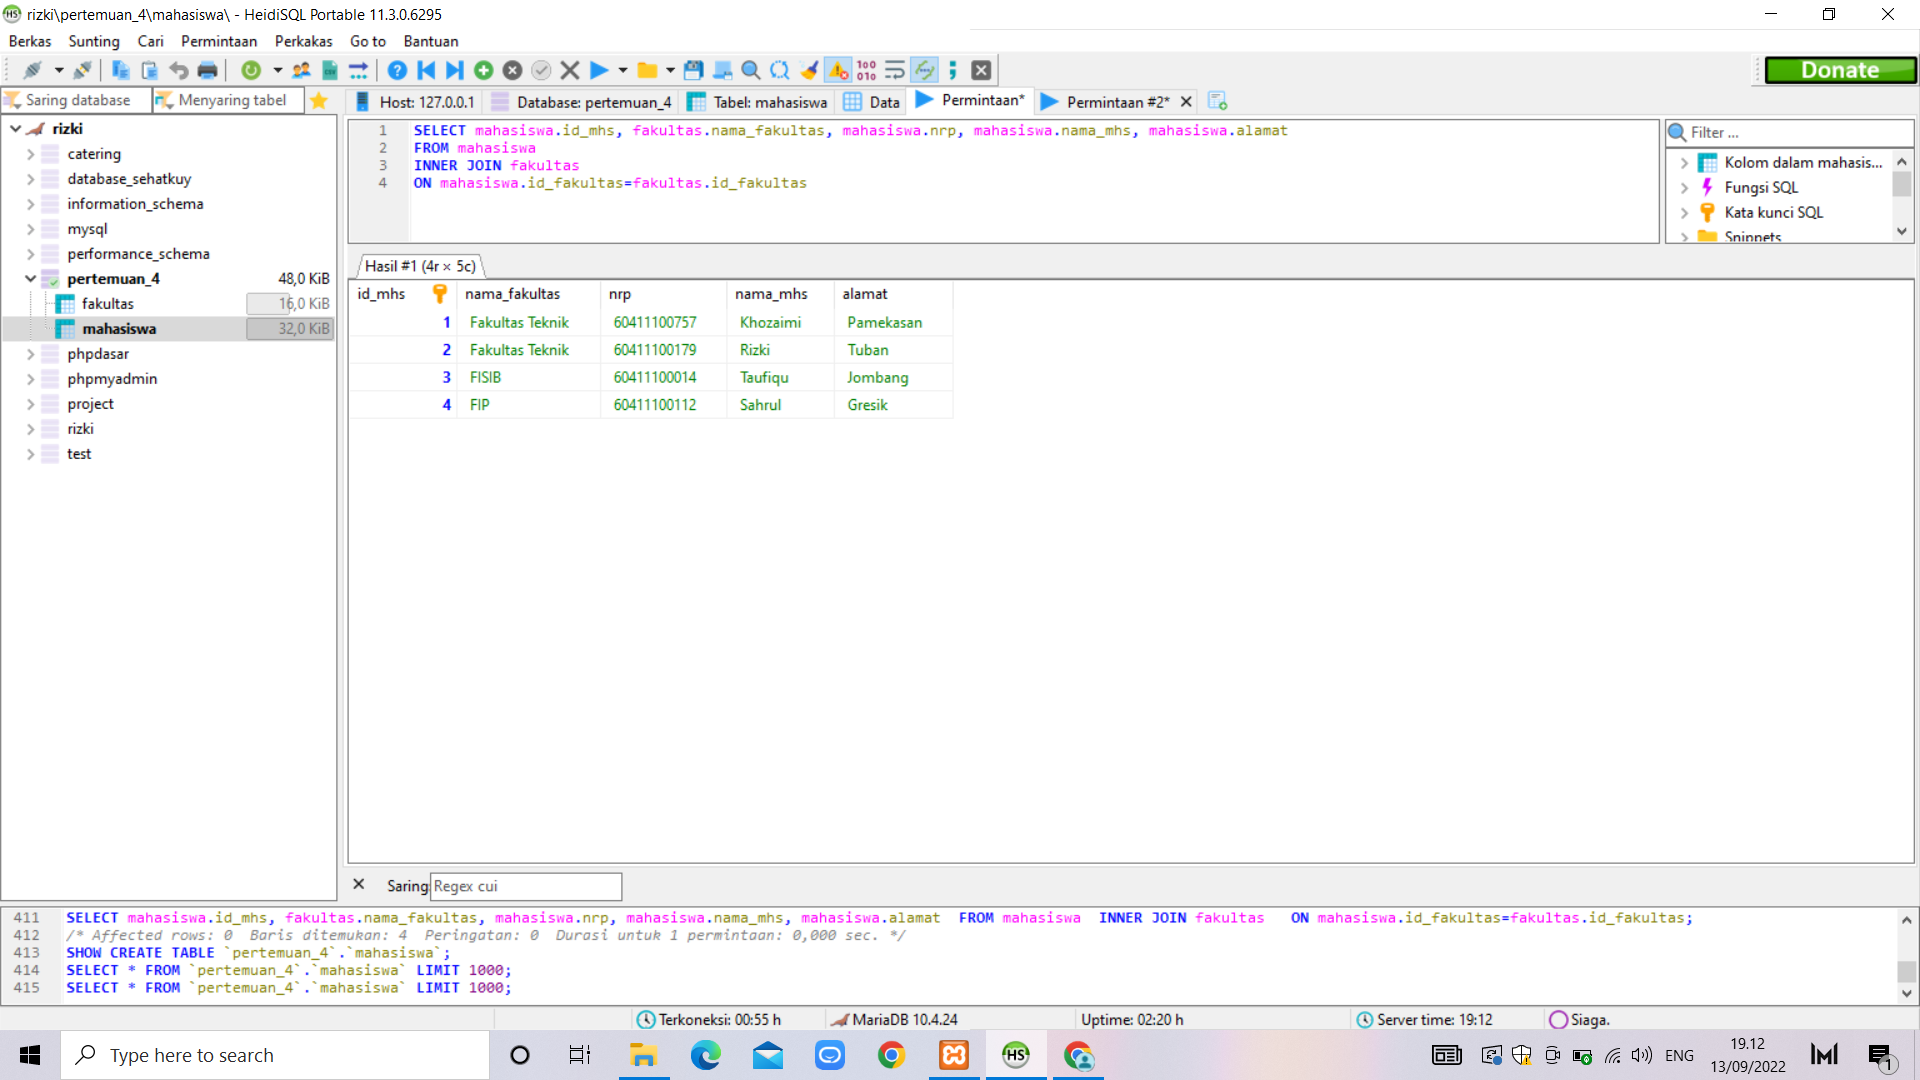 rizki\pertemuan_4\mahasiswa\ - HeidiSQL Portable 11.3.0.6295
Berkas Sunting Cari Permintaan Perkakas Go to Bantuan
Donate
Saring database Menyaring tabel
Host: 127.0.0.1 Database: pertemuan_4 Tabel: mahasiswa Data Permintaan* Permintaan #2*
rizki
catering
database_sehatkuy
information_schema
mysql
performance_schema
pertemuan_4 48,0 KiB
fakultas 16,0 KiB
mahasiswa 32,0 KiB
phpdasar
phpmyadmin
project
rizki
test
1 SELECT mahasiswa.id_mhs, fakultas.nama_fakultas, mahasiswa.nrp, mahasiswa.nama_mhs, mahasiswa.alamat
2 FROM mahasiswa
3 INNER JOIN fakultas
4 ON mahasiswa.id_fakultas=fakultas.id_fakultas
Filter ...
Kolom dalam mahasis...
Fungsi SQL
Kata kunci SQL
Snippets
Hasil #1 (4r × 5c)
id_mhs nama_fakultas nrp nama_mhs alamat
1 Fakultas Teknik 60411100757 Khozaimi Pamekasan
2 Fakultas Teknik 60411100179 Rizki Tuban
3 FISIB 60411100014 Taufiqu Jombang
4 FIP 60411100112 Sahrul Gresik
Saring Regex cui
411 SELECT mahasiswa.id_mhs, fakultas.nama_fakultas, mahasiswa.nrp, mahasiswa.nama_mhs, mahasiswa.alamat FROM mahasiswa INNER JOIN fakultas ON mahasiswa.id_fakultas=fakultas.id_fakultas;
412 /* Affected rows: 0 Baris ditemukan: 4 Peringatan: 0 Durasi untuk 1 permintaan: 0,000 sec. */
413 SHOW CREATE TABLE `pertemuan_4`.`mahasiswa`;
414 SELECT * FROM `pertemuan_4`.`mahasiswa` LIMIT 1000;
415 SELECT * FROM `pertemuan_4`.`mahasiswa` LIMIT 1000;
Terkoneksi: 00:55 h MariaDB 10.4.24 Uptime: 02:20 h Server time: 19:12 Siaga.
Type here to search
HS
ENG
19.12
13/09/2022
1